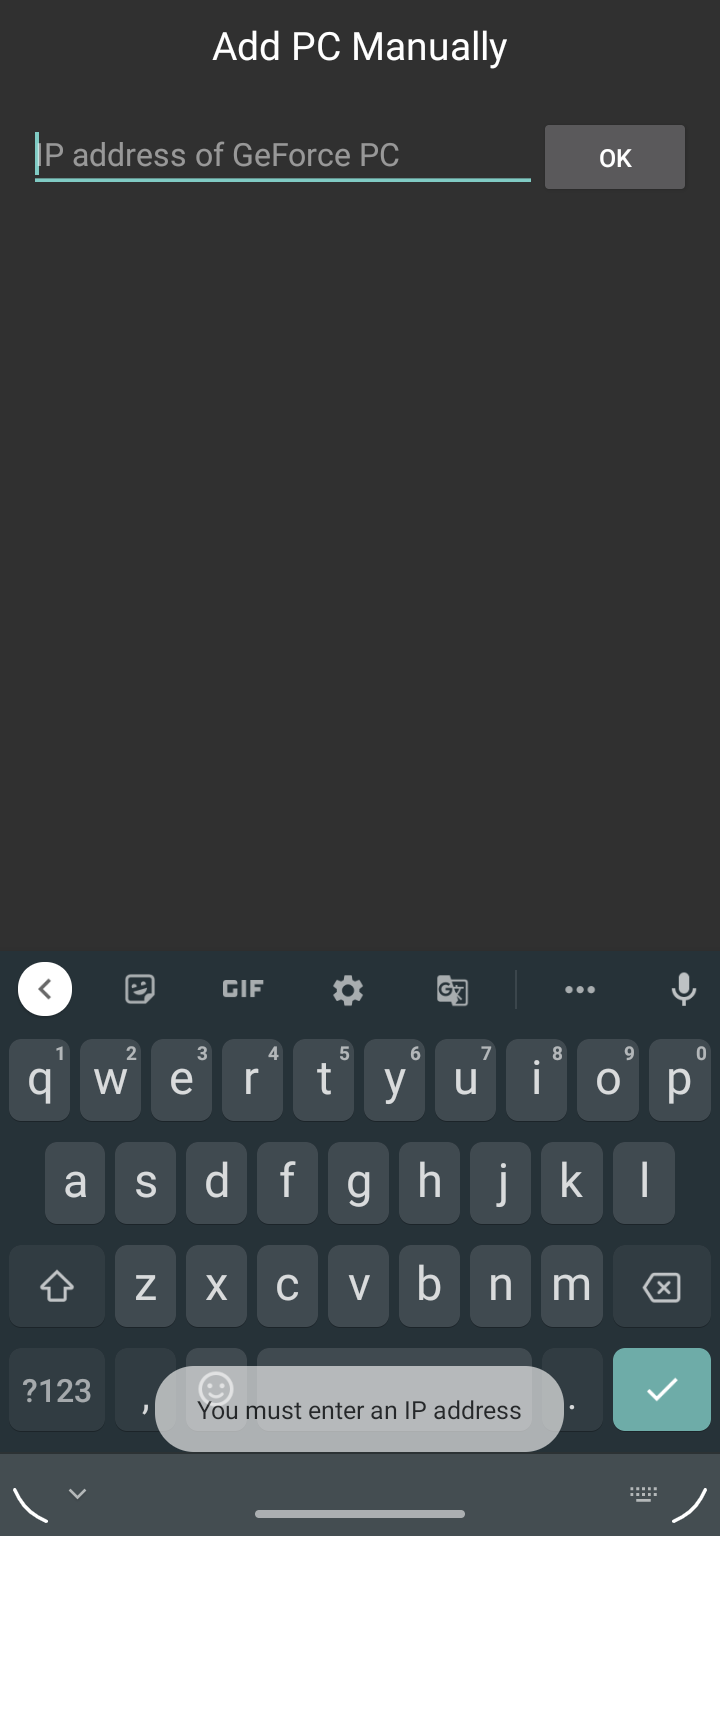 Add PC Manually
IP address of GeForce PC
OK
GIF
G
1 2 3 4 5 6 7 8 9 0
q w e r t y u i o p
a s d f g h j k l
z x c v b n m
?123 , .
You must enter an IP address